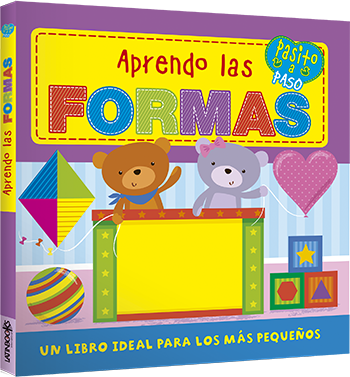 Aprendo las
FORMAS
Pasito
a
PASO
UN LIBRO IDEAL PARA LOS MÁS PEQUEÑOS
Aprendo las FORMAS
LATINBOOKS